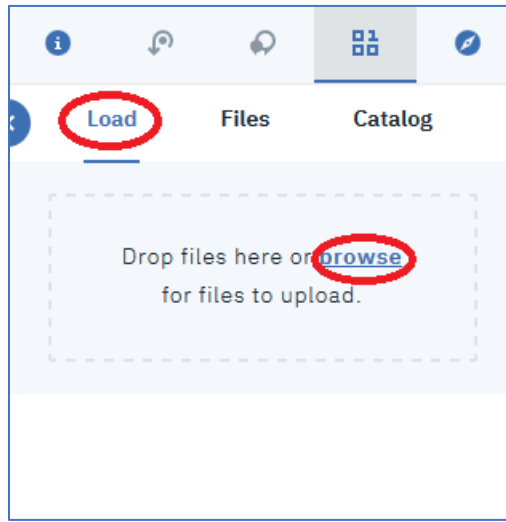 Load Files Catalog
Drop files here or browse
for files to upload.